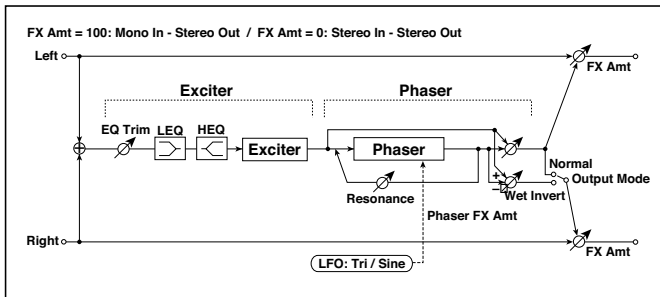 FX Amt = 100: Mono In - Stereo Out / FX Amt = 0: Stereo In - Stereo Out
Left
FX Amt
Exciter
Phaser
EQ Trim
LEQ
HEQ
Exciter
Phaser
Normal
Output Mode
+
−
Wet Invert
Resonance
Phaser FX Amt
Right
LFO: Tri / Sine
FX Amt